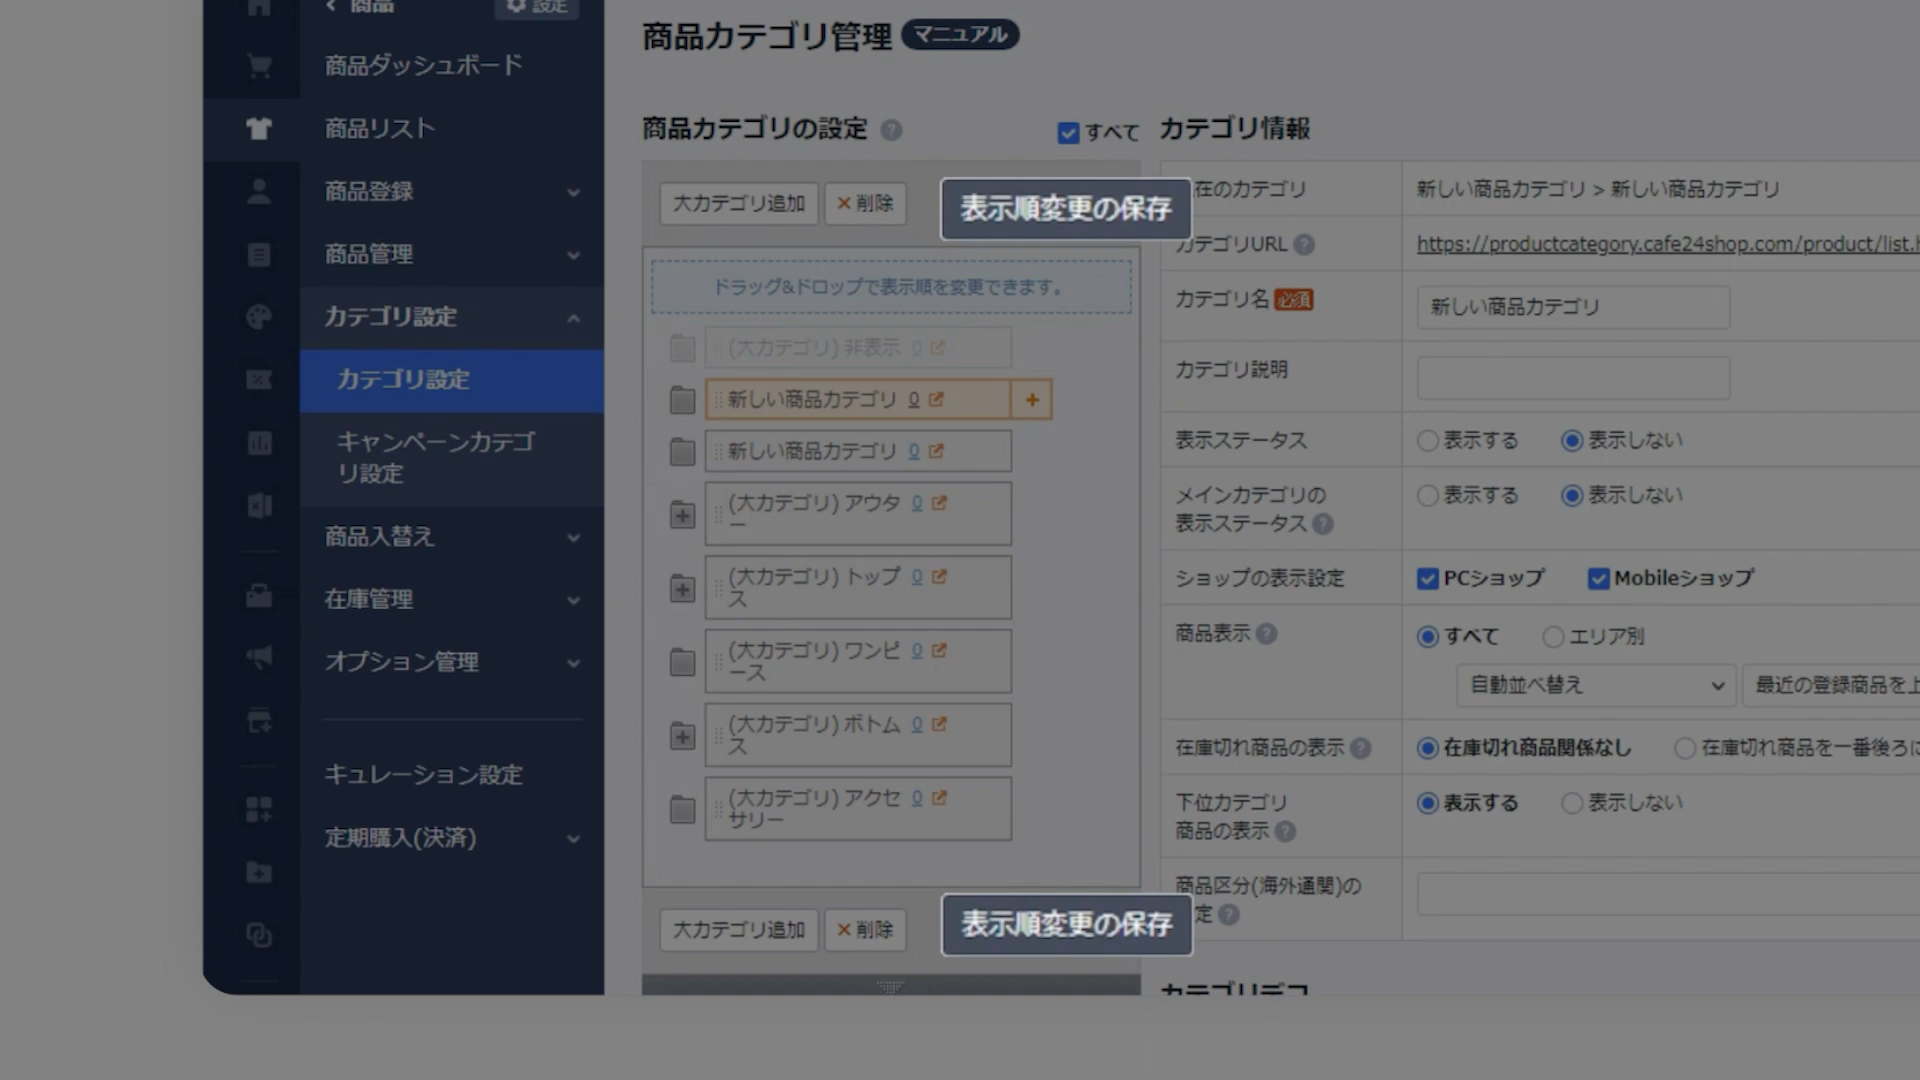 商品
設定
商品ダッシュボード
商品リスト
商品登録
商品管理
カテゴリ設定
カテゴリ設定
キャンペーンカテゴ
リ設定
商品入替え
在庫管理
オプション管理
キュレーション設定
定期購入(決済)
商品カテゴリ管理 マニュアル
商品カテゴリの設定 ?
すべて
大カテゴリ追加
×削除
表示順変更の保存
ドラッグ&ドロップで表示順を変更できます。
(大カテゴリ) 非表示 0
新しい商品カテゴリ 0 +
新しい商品カテゴリ 0
(大カテゴリ) アウタ 0
ー
(大カテゴリ) トップ 0
ス
(大カテゴリ) ワンピ 0
ース
(大カテゴリ) ボトム 0
ス
(大カテゴリ) アクセ 0
サリー
大カテゴリ追加
×削除
表示順変更の保存
カテゴリ情報
在のカテゴリ
新しい商品カテゴリ > 新しい商品カテゴリ
カテゴリURL ?
https://productcategory.cafe24shop.com/product/list.h
カテゴリ名 必須
新しい商品カテゴリ
カテゴリ説明
表示ステータス
表示する 表示しない
メインカテゴリの
表示ステータス ?
表示する 表示しない
ショップの表示設定
PCショップ Mobileショップ
商品表示 ?
すべて エリア別
自動並べ替え
最近の登録商品を上
在庫切れ商品の表示 ?
在庫切れ商品関係なし 在庫切れ商品を一番後ろに
下位カテゴリ
商品の表示 ?
表示する 表示しない
商品区分(海外通関)の
定 ?
カテゴリデコ